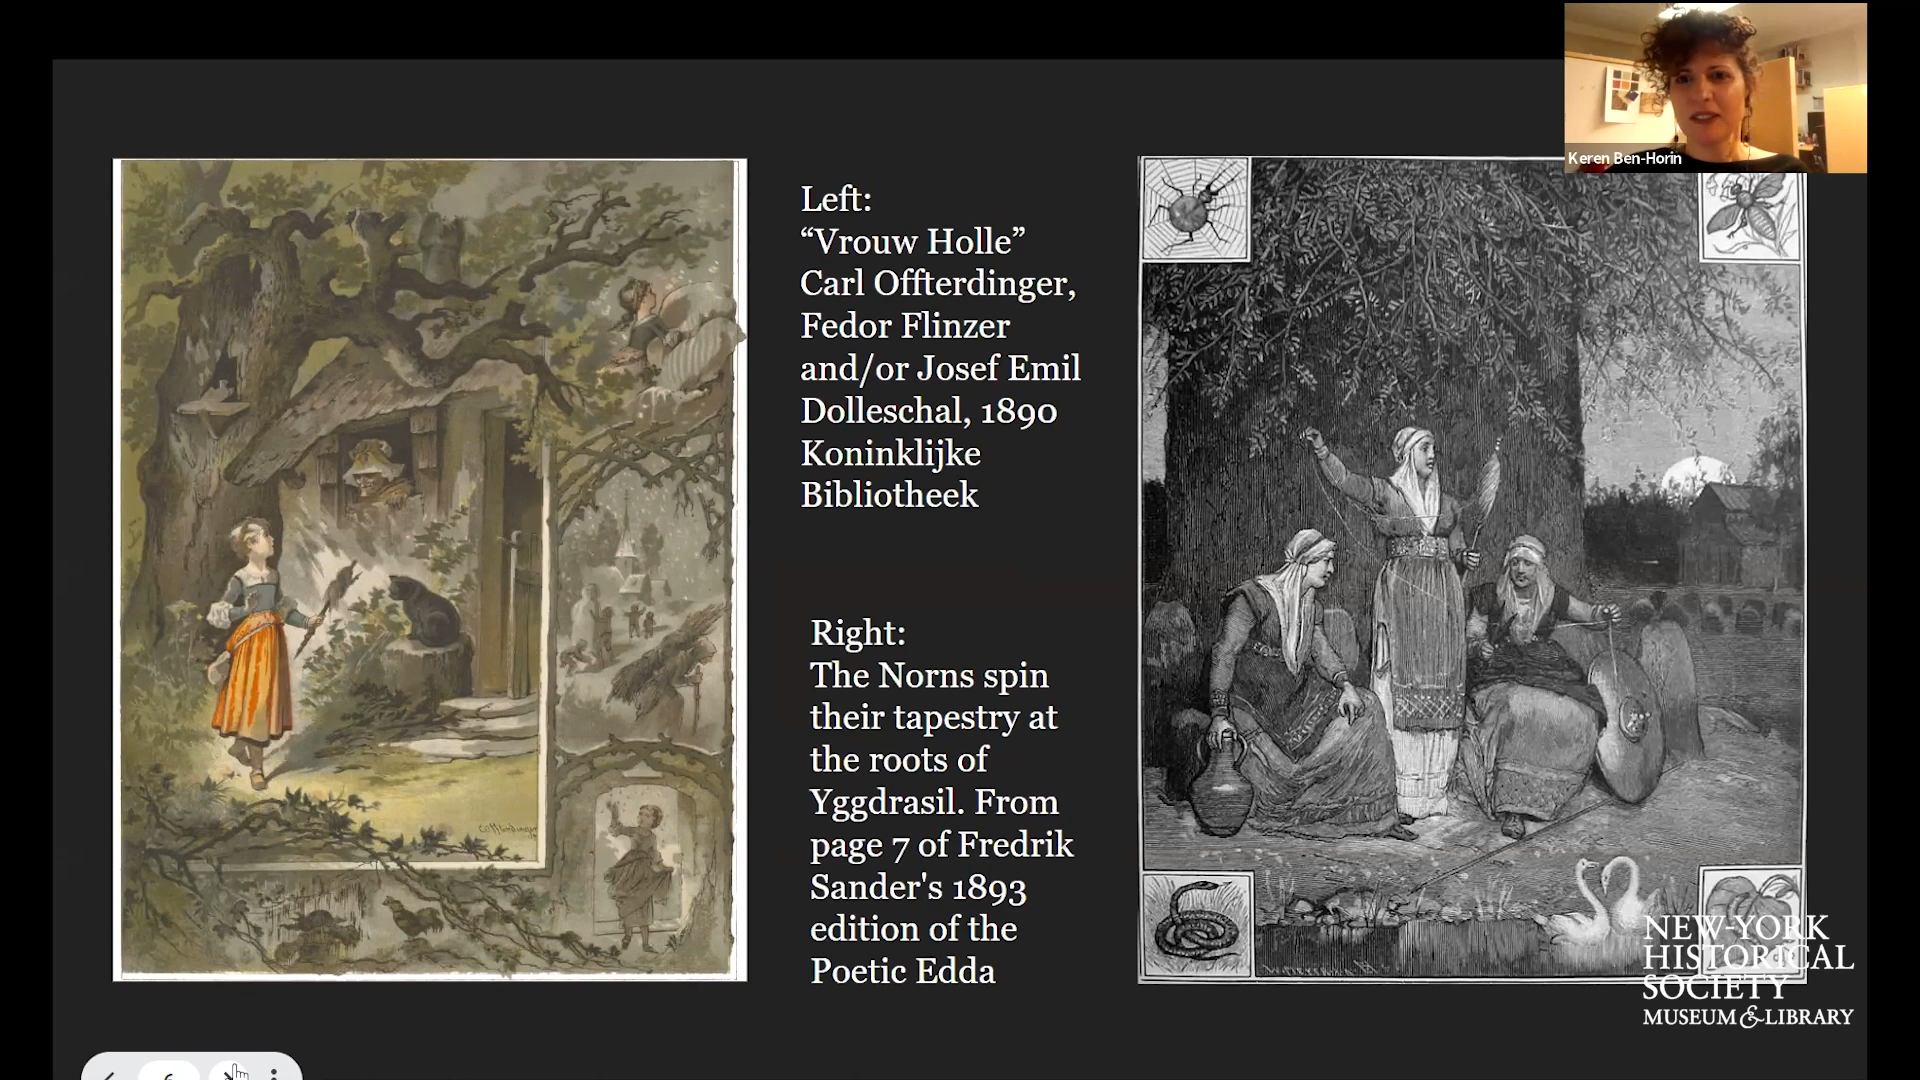 Keren Ben-Horin
Left:
“Vrouw Holle”
Carl Offterdinger,
Fedor Flinzer
and/or Josef Emil
Dolleschal, 1890
Koninklijke
Bibliotheek
Right:
The Norns spin
their tapestry at
the roots of
Yggdrasil. From
page 7 of Fredrik
Sander's 1893
edition of the
Poetic Edda
NEW-YORK
HISTORICAL
SOCIETY
MUSEUM & LIBRARY